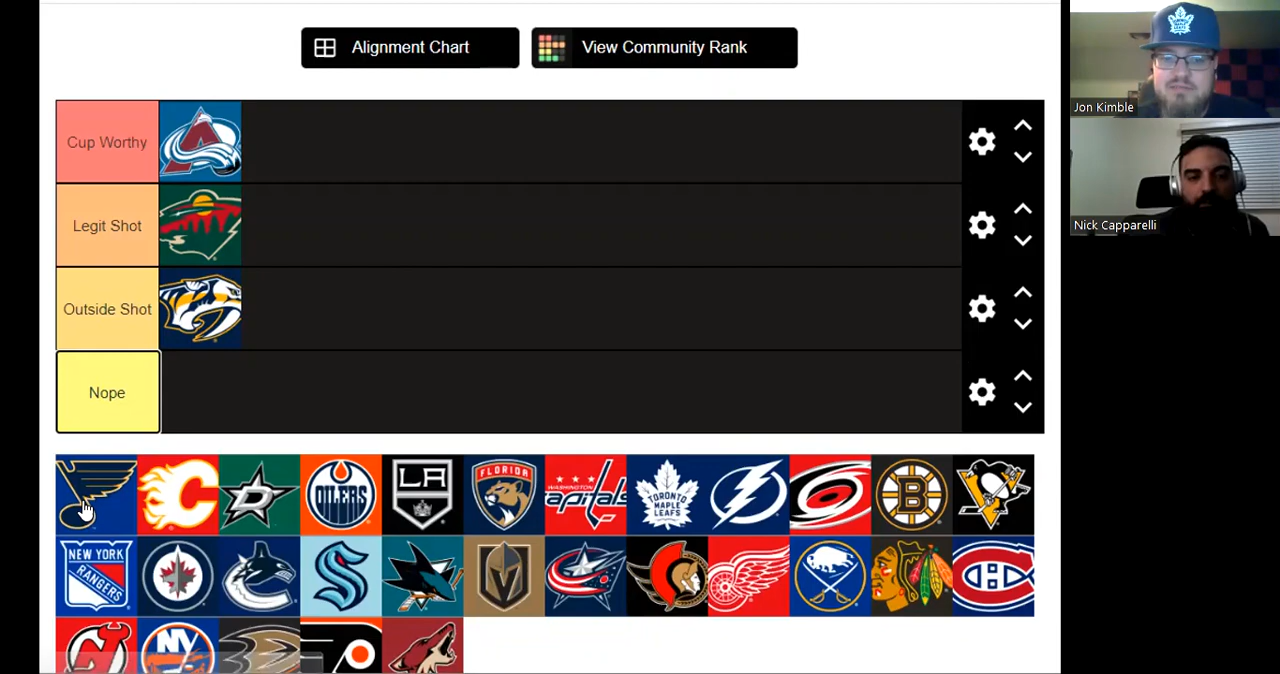 Alignment Chart
View Community Rank
Jon Kimble
Cup Worthy
Nick Capparelli
Legit Shot
Outside Shot
Nope
OILERS
LA
FLORIDA
WASHINGTON
capitals
TORONTO
MAPLE
LEAFS
B
NEW YORK
RANGERS
NY